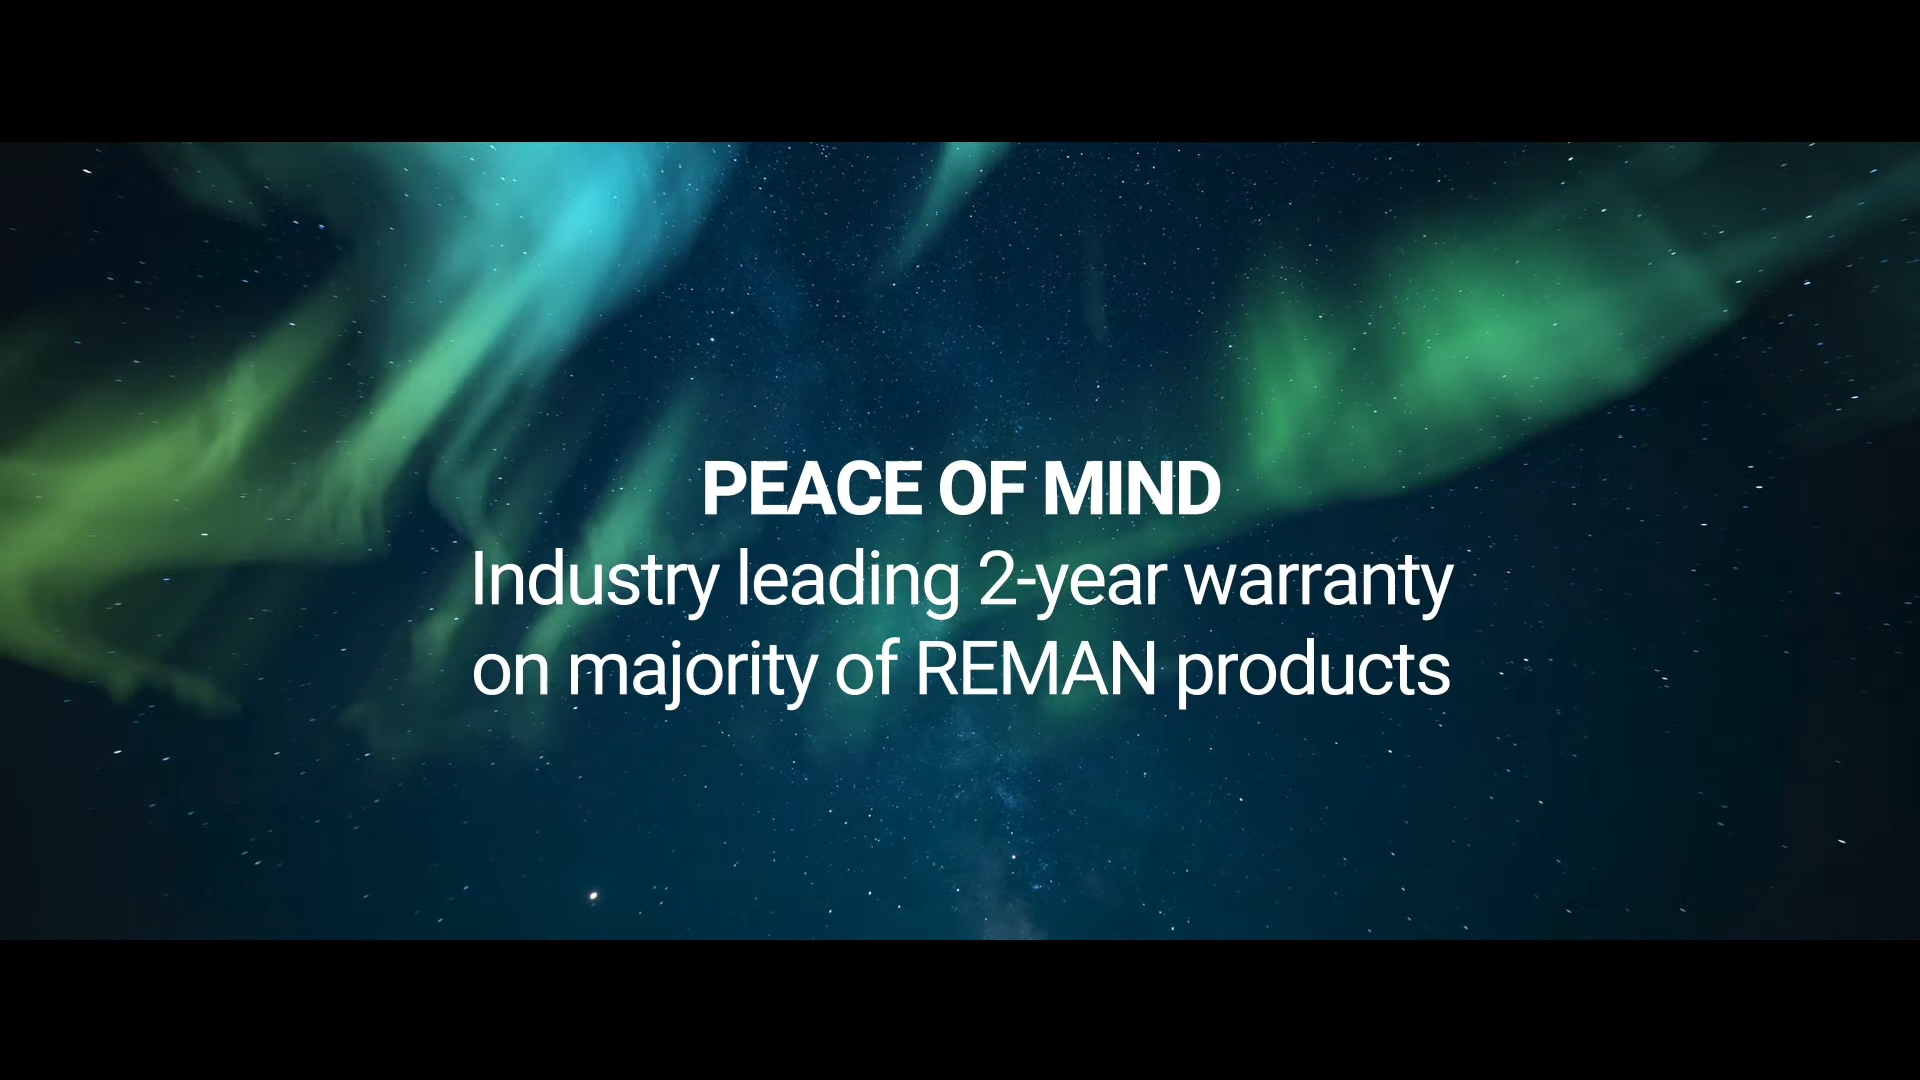 PEACE OF MIND
Industry leading 2-year warranty
on majority of REMAN products